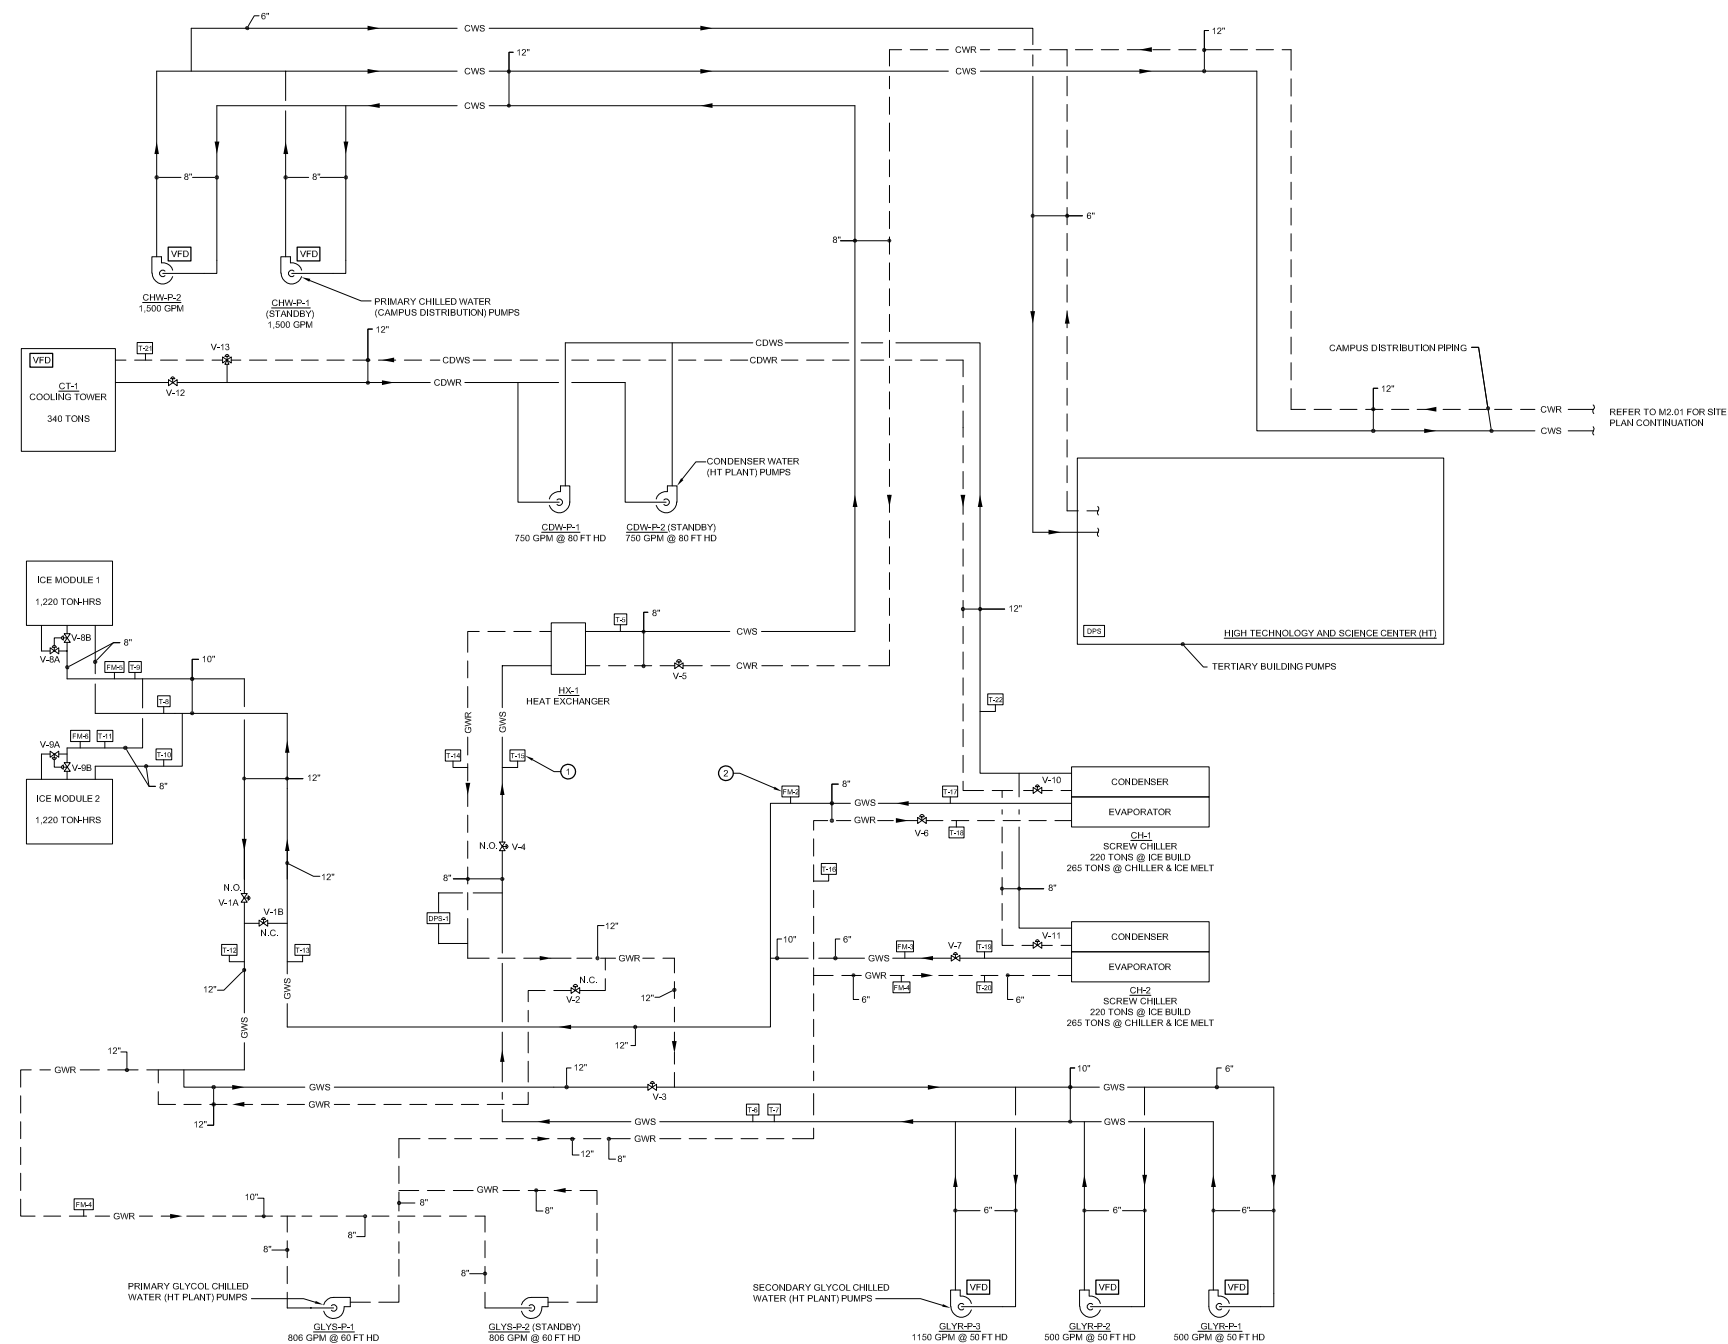 6"
CWS
12"
12"
CWR
CWS
CWS
CWS
8"
8"
6"
8"
VFD
VFD
CHW-P-2
1,500 GPM
CHW-P-1
(STANDBY)
1,500 GPM
PRIMARY CHILLED WATER
(CAMPUS DISTRIBUTION) PUMPS
12"
VFD
T-21
V-13
CDWS
CDWS
CDWR
CDWR
V-12
CT-1
COOLING TOWER
340 TONS
CAMPUS DISTRIBUTION PIPING
12"
CWR
CWS
REFER TO M2.01 FOR SITE
PLAN CONTINUATION
CONDENSER WATER
(HT PLANT) PUMPS
CDW-P-1
750 GPM @ 80 FT HD
CDW-P-2 (STANDBY)
750 GPM @ 80 FT HD
ICE MODULE 1
1,220 TON-HRS
V-8B
V-8A
8"
FM-5
T-9
10"
T-8
V-9A
FM-6
T-11
V-9B
T-10
8"
12"
ICE MODULE 2
1,220 TON-HRS
T-5
8"
CWS
CWR
V-5
HX-1
HEAT EXCHANGER
12"
DPS
HIGH TECHNOLOGY AND SCIENCE CENTER (HT)
TERTIARY BUILDING PUMPS
T-22
GWR
GWS
T-14
T-15
1
2
FM-2
8"
GWS
T-17
V-10
GWR
V-6
T-18
CONDENSER
EVAPORATOR
CH-1
SCREW CHILLER
220 TONS @ ICE BUILD
265 TONS @ CHILLER & ICE MELT
N.O.
V-4
8"
T-16
8"
12"
N.O.
V-1A
V-1B
N.C.
DPS-1
T-12
T-13
12"
GWS
GWS
12"
GWR
N.C.
V-2
12"
10"
6"
FM-3
V-7
T-19
GWS
V-11
GWR
FM-4
T-20
6"
6"
CONDENSER
EVAPORATOR
CH-2
SCREW CHILLER
220 TONS @ ICE BUILD
265 TONS @ CHILLER & ICE MELT
12"
12"
GWR
GWS
12"
V-3
10"
GWS
6"
GWR
12"
T-6
T-7
GWS
GWS
GWR
12"
8"
GWR
8"
8"
FM-4
GWR
10"
8"
8"
8"
6"
6"
6"
PRIMARY GLYCOL CHILLED
WATER (HT PLANT) PUMPS
GLYS-P-1
806 GPM @ 60 FT HD
GLYS-P-2 (STANDBY)
806 GPM @ 60 FT HD
SECONDARY GLYCOL CHILLED
WATER (HT PLANT) PUMPS
VFD
VFD
VFD
GLYR-P-3
1150 GPM @ 50 FT HD
GLYR-P-2
500 GPM @ 50 FT HD
GLYR-P-1
500 GPM @ 50 FT HD